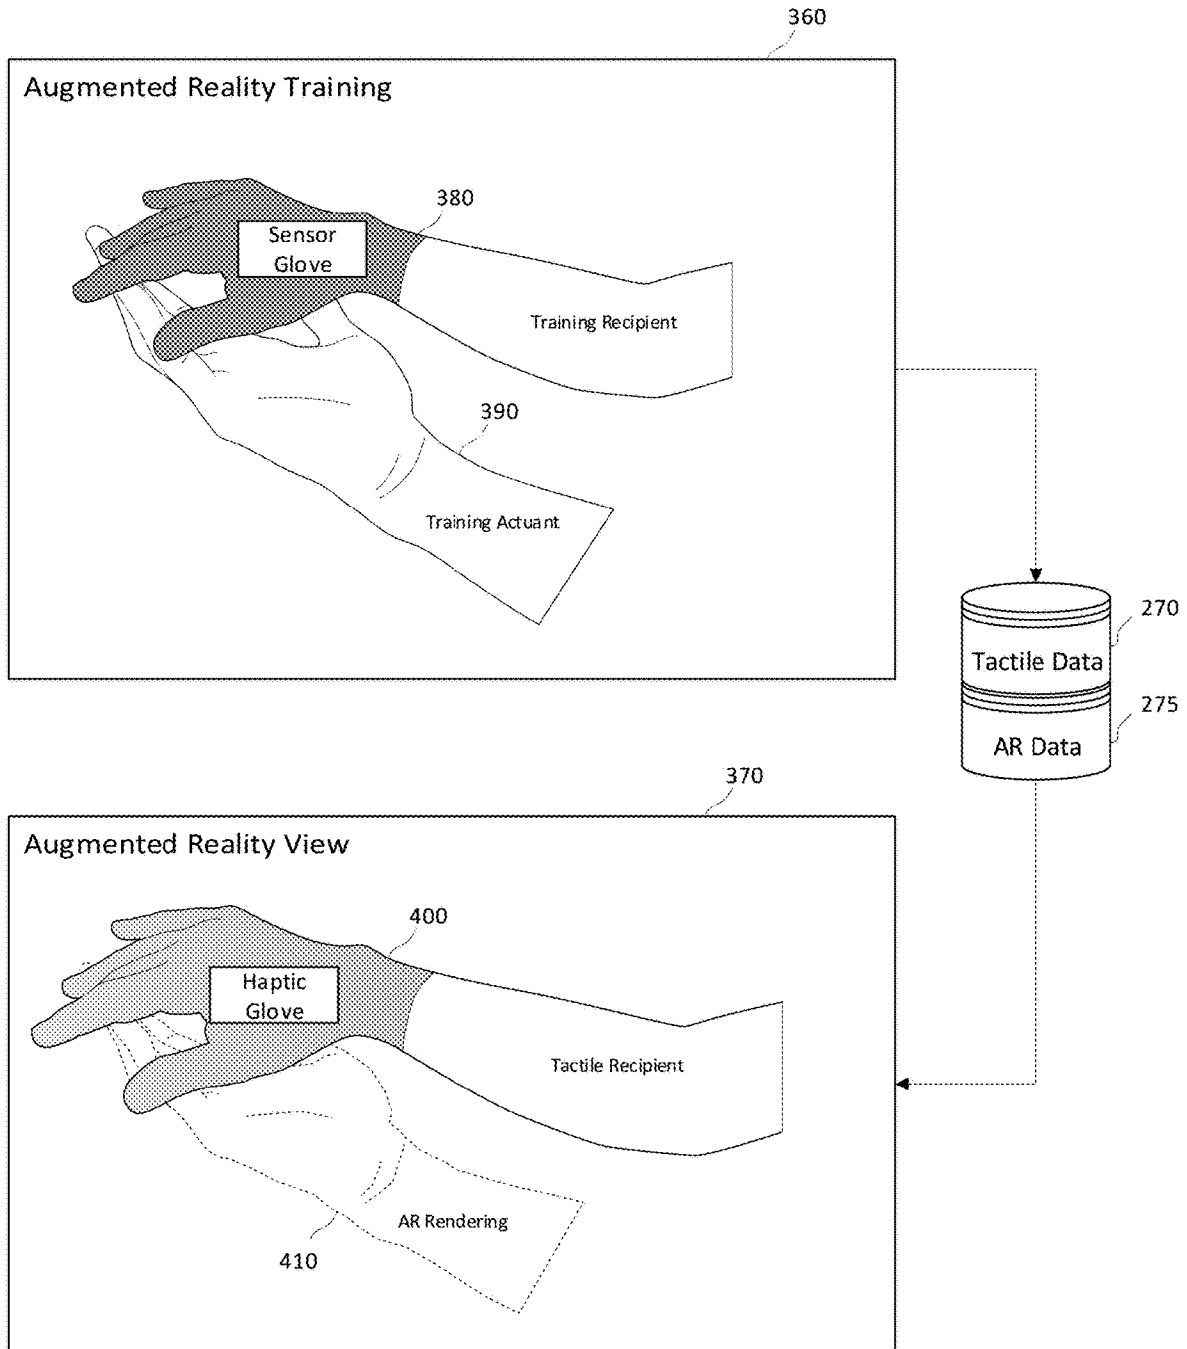 360
Augmented Reality Training
380
Sensor
Glove
Training Recipient
390
Training Actuant
270
Tactile Data
275
AR Data
370
Augmented Reality View
400
Haptic
Glove
Tactile Recipient
AR Rendering
410